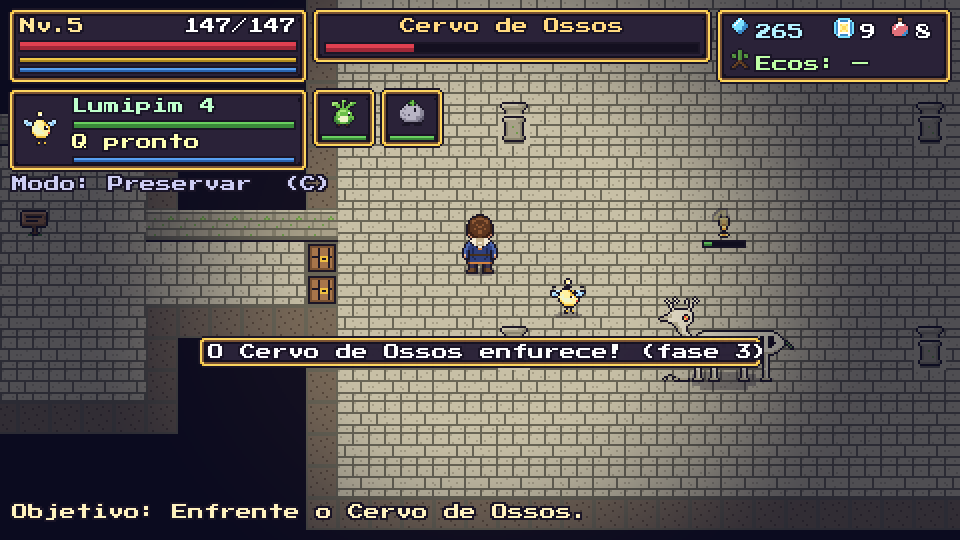 Nv.5 147/147
Cervo de Ossos
265 9 8
Ecos: —
Lumipim 4
Q pronto
Modo: Preservar (C)
O Cervo de Ossos enfurece! (fase 3)
Objetivo: Enfrente o Cervo de Ossos.